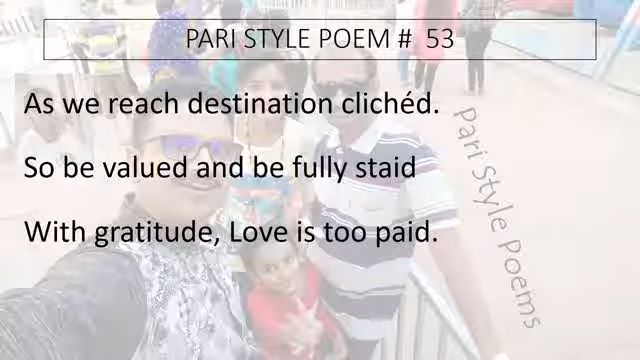 PARI STYLE POEM # 53
As we reach destination clichéd.
So be valued and be fully staid
With gratitude, Love is too paid.
Pari Style Poems